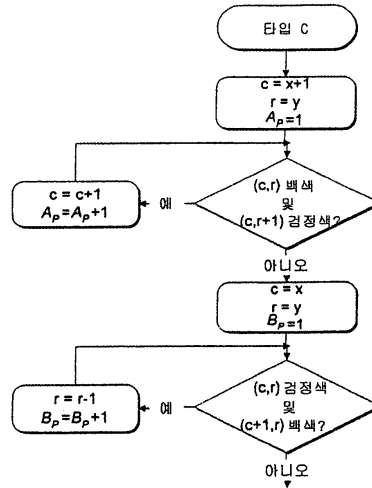 타입 C
c = x+1
r = y
A_P=1
(c,r) 백색
및
(c,r+1) 검정색?
예
c = c+1
A_P=A_P+1
아니오
c = x
r = y
B_P=1
(c,r) 검정색
및
(c+1,r) 백색?
예
r = r-1
B_P=B_P+1
아니오